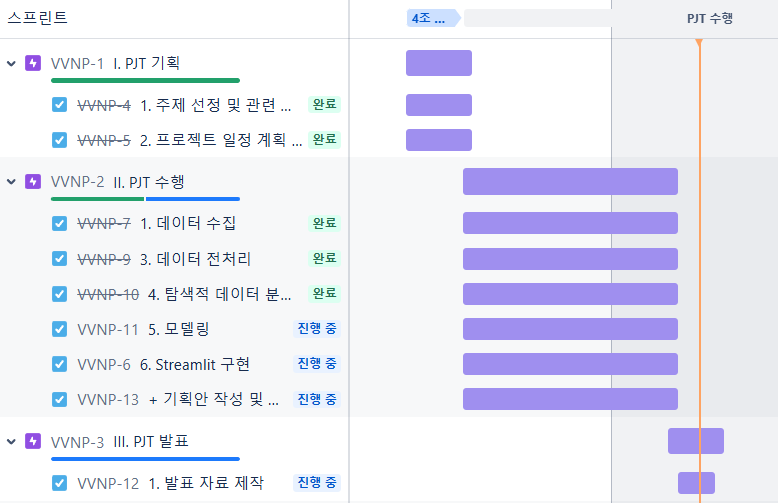 스프린트
4조 ...
PJT 수행
VVNP-1 I. PJT 기획
VVNP-4 1. 주제 선정 및 관련 ... 완료
VVNP-5 2. 프로젝트 일정 계획 ... 완료
VVNP-2 II. PJT 수행
VVNP-7 1. 데이터 수집 완료
VVNP-9 3. 데이터 전처리 완료
VVNP-10 4. 탐색적 데이터 분... 완료
VVNP-11 5. 모델링 진행 중
VVNP-6 6. Streamlit 구현 진행 중
VVNP-13 + 기획안 작성 및 ... 진행 중
VVNP-3 III. PJT 발표
VVNP-12 1. 발표 자료 제작 진행 중